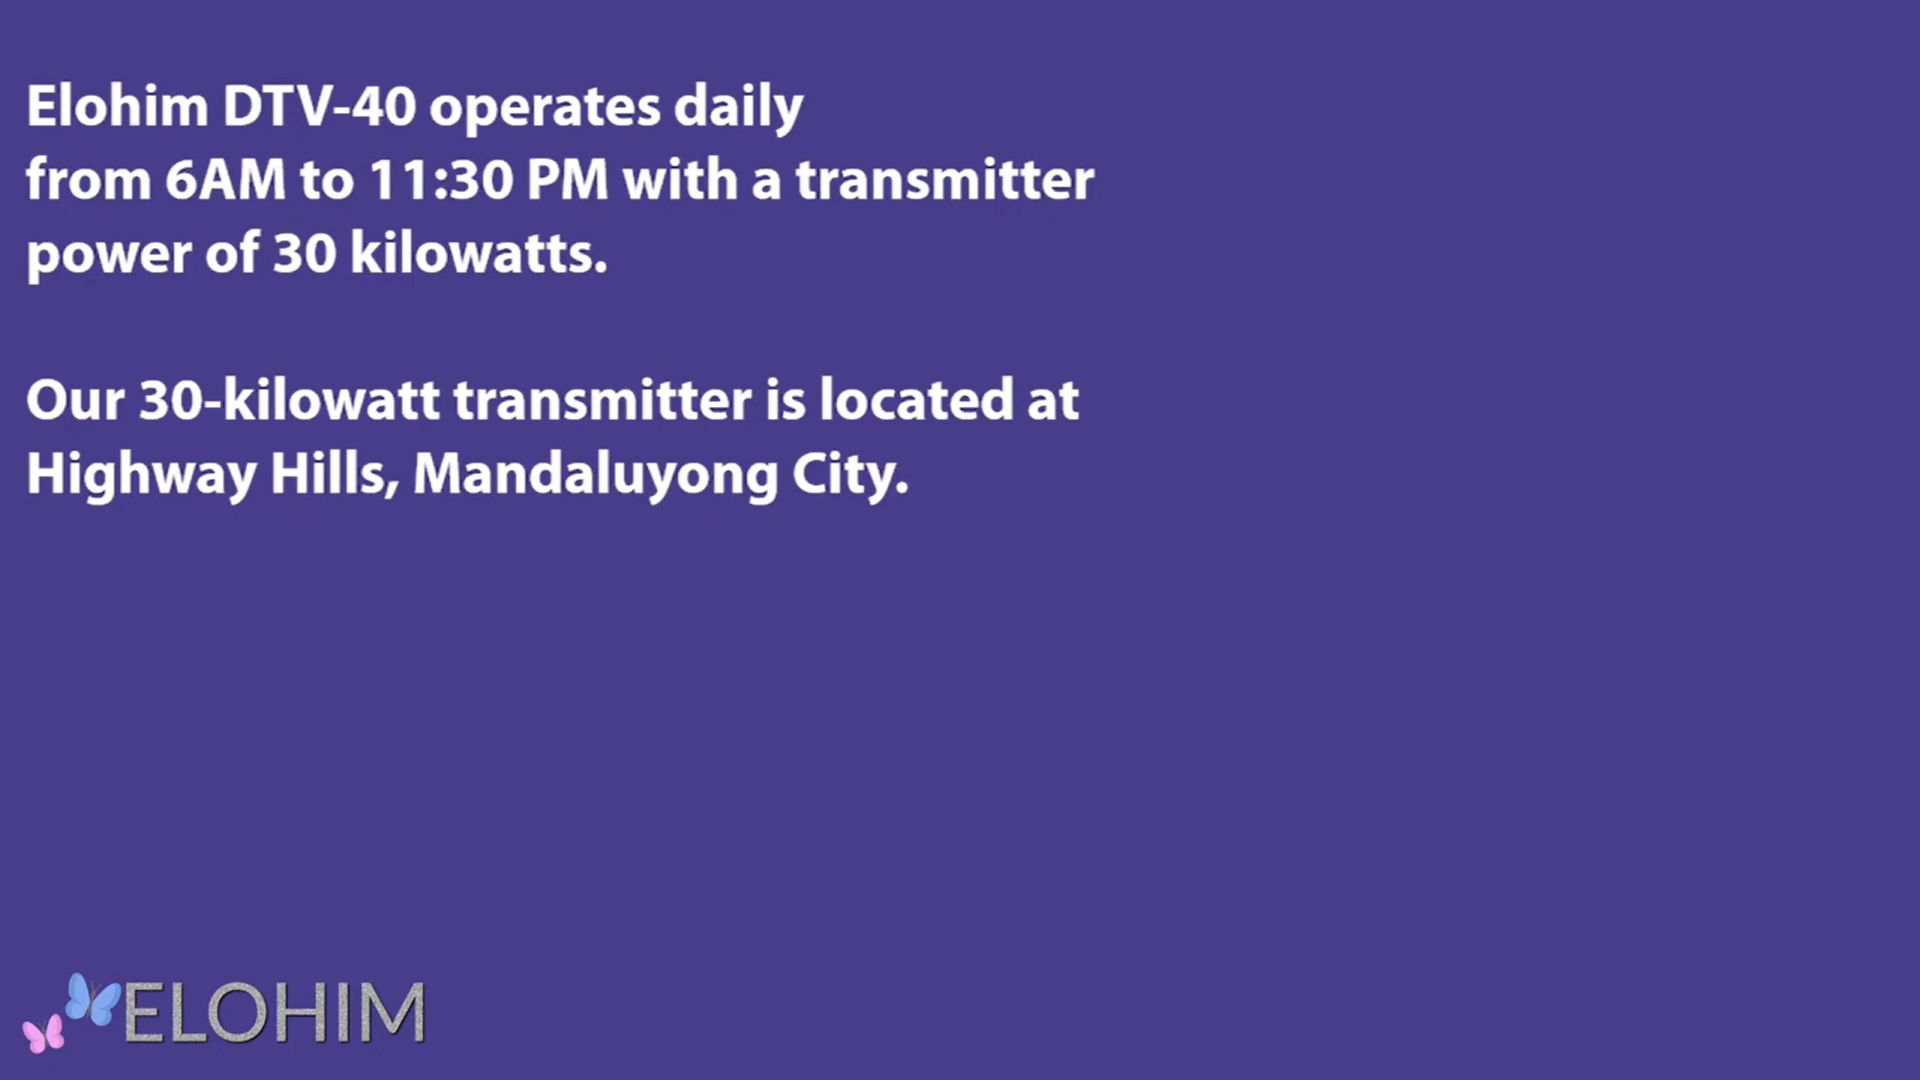 Elohim DTV-40 operates daily
from 6AM to 11:30 PM with a transmitter
power of 30 kilowatts.
Our 30-kilowatt transmitter is located at
Highway Hills, Mandaluyong City.
ELOHIM